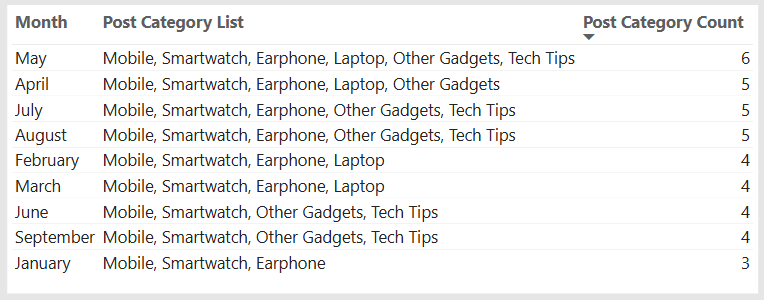 Month Post Category List Post Category Count
May Mobile, Smartwatch, Earphone, Laptop, Other Gadgets, Tech Tips 6
April Mobile, Smartwatch, Earphone, Laptop, Other Gadgets 5
July Mobile, Smartwatch, Earphone, Other Gadgets, Tech Tips 5
August Mobile, Smartwatch, Earphone, Other Gadgets, Tech Tips 5
February Mobile, Smartwatch, Earphone, Laptop 4
March Mobile, Smartwatch, Earphone, Laptop 4
June Mobile, Smartwatch, Other Gadgets, Tech Tips 4
September Mobile, Smartwatch, Other Gadgets, Tech Tips 4
January Mobile, Smartwatch, Earphone 3